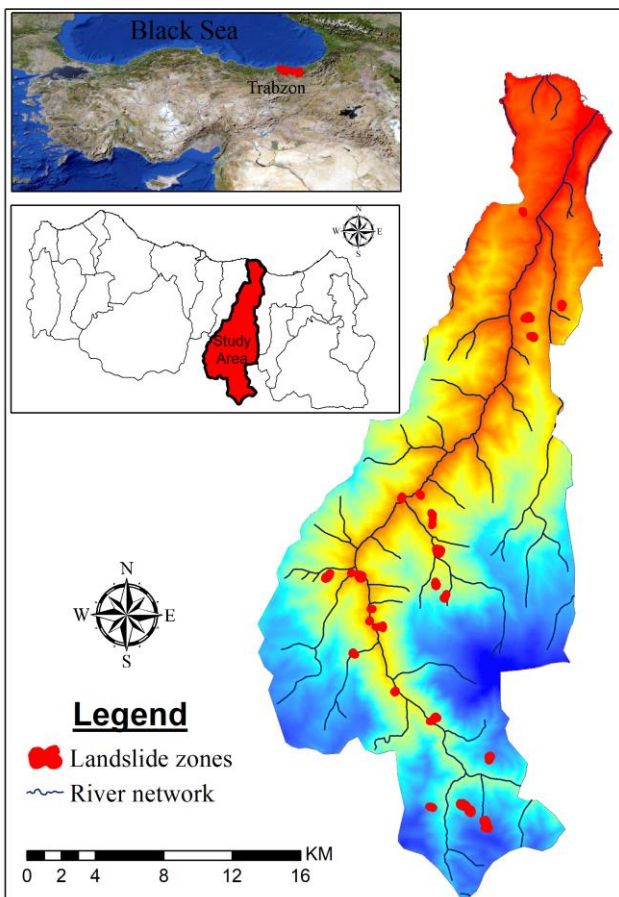 Black Sea
Trabzon
N
W E
S
Study
Area
N
W E
S
Legend
Landslide zones
River network
KM
0 2 4 8 12 16